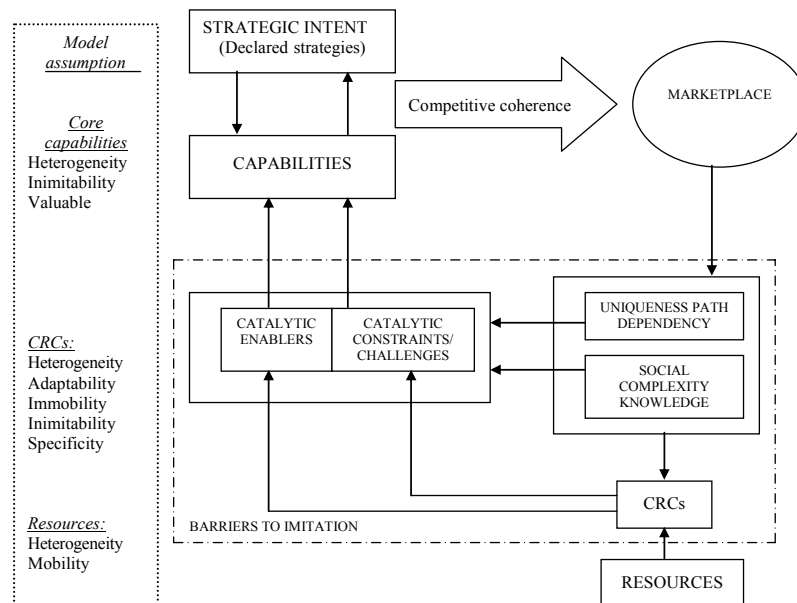 Model
assumption
Core
capabilities
Heterogeneity
Inimitability
Valuable
CRCs:
Heterogeneity
Adaptability
Immobility
Inimitability
Specificity
Resources:
Heterogeneity
Mobility
STRATEGIC INTENT
(Declared strategies)
Competitive coherence
MARKETPLACE
CAPABILITIES
CATALYTIC
ENABLERS
CATALYTIC
CONSTRAINTS/
CHALLENGES
UNIQUENESS PATH
DEPENDENCY
SOCIAL
COMPLEXITY
KNOWLEDGE
CRCs
BARRIERS TO IMITATION
RESOURCES